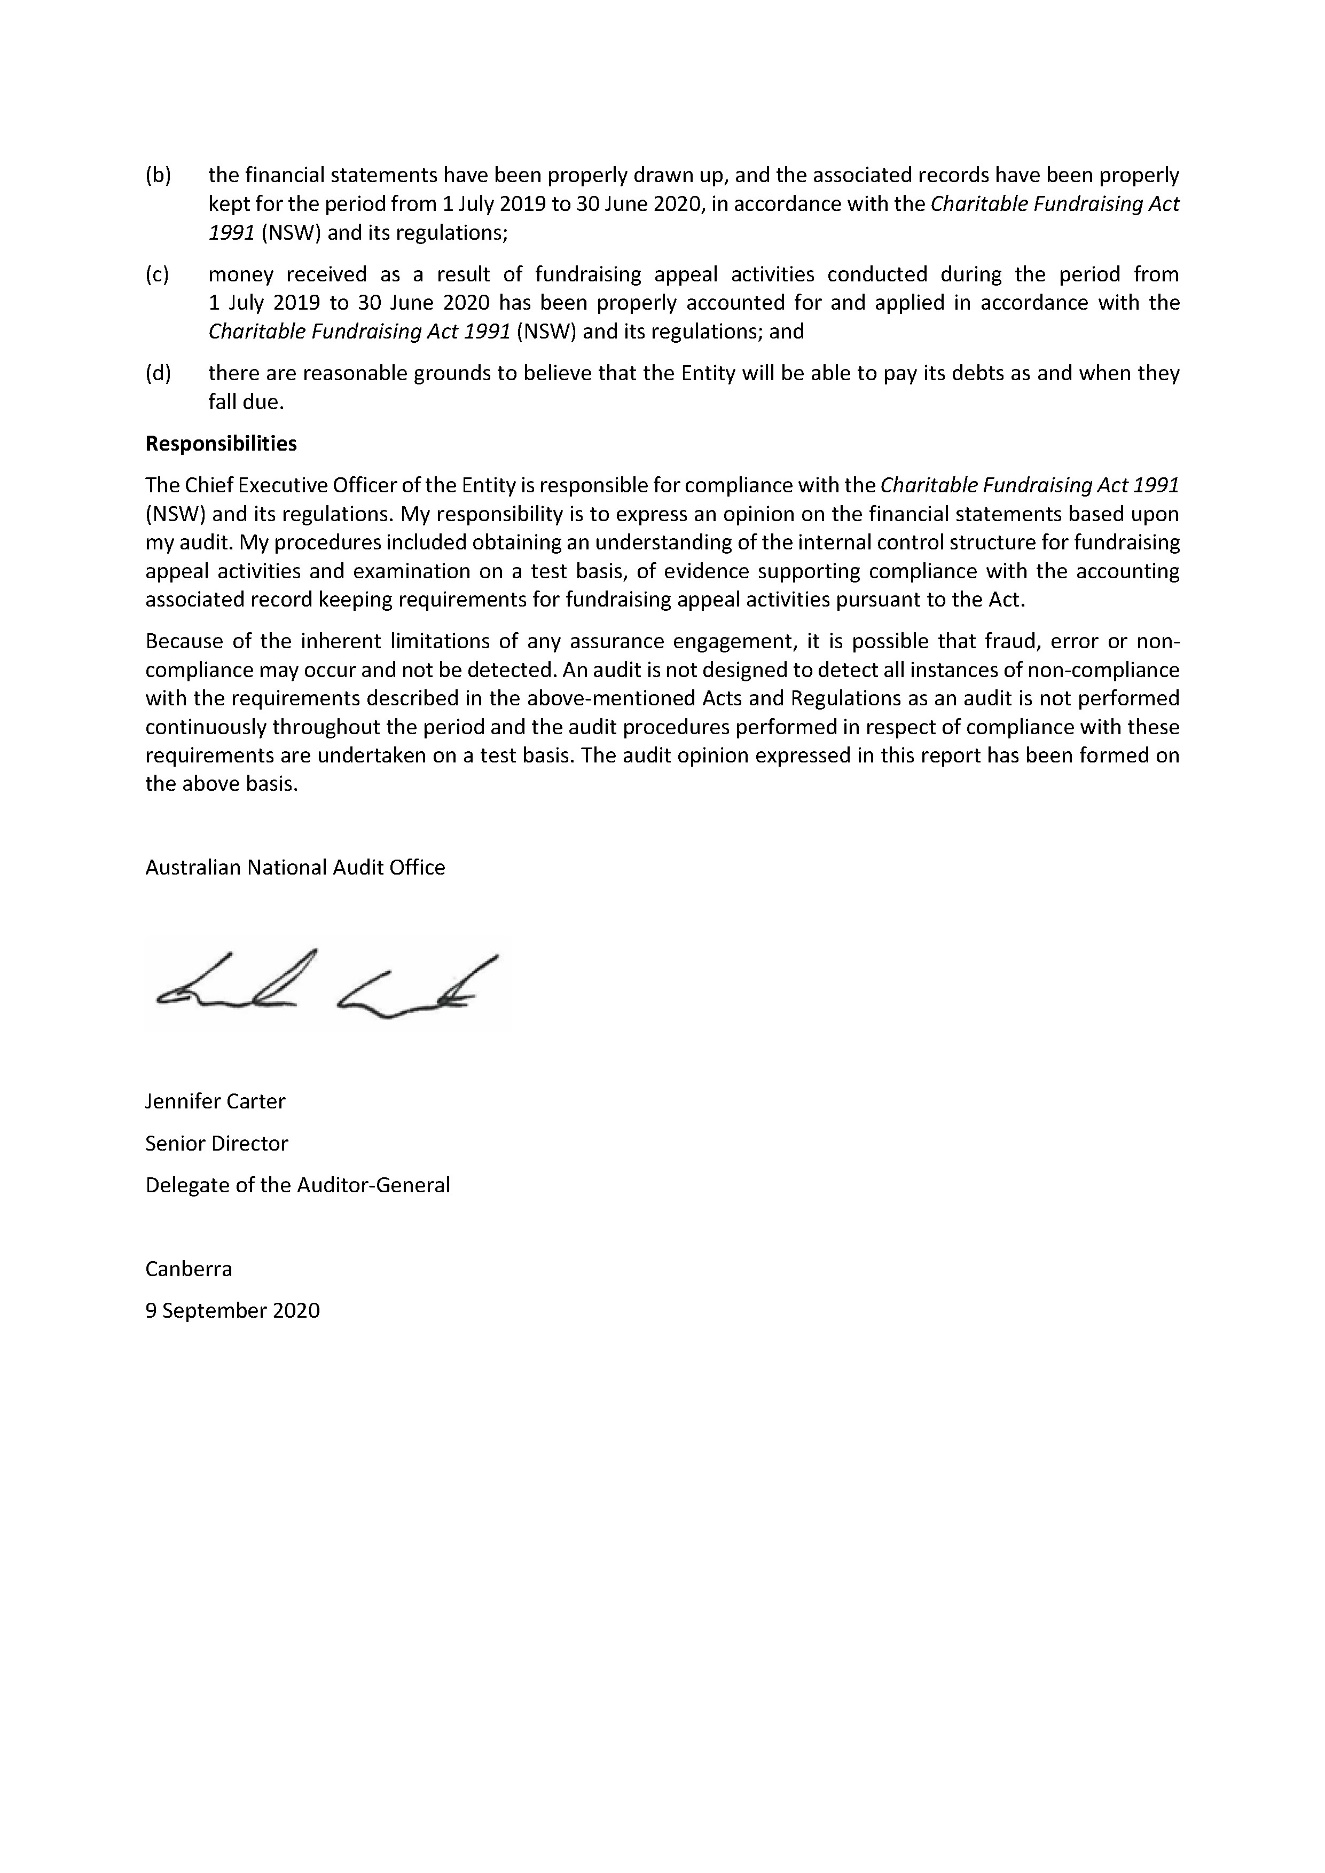 (b) the financial statements have been properly drawn up, and the associated records have been properly
kept for the period from 1 July 2019 to 30 June 2020, in accordance with the Charitable Fundraising Act
1991 (NSW) and its regulations;
(c) money received as a result of fundraising appeal activities conducted during the period from
1 July 2019 to 30 June 2020 has been properly accounted for and applied in accordance with the
Charitable Fundraising Act 1991 (NSW) and its regulations; and
(d) there are reasonable grounds to believe that the Entity will be able to pay its debts as and when they
fall due.
Responsibilities
The Chief Executive Officer of the Entity is responsible for compliance with the Charitable Fundraising Act 1991
(NSW) and its regulations. My responsibility is to express an opinion on the financial statements based upon
my audit. My procedures included obtaining an understanding of the internal control structure for fundraising
appeal activities and examination on a test basis, of evidence supporting compliance with the accounting
associated record keeping requirements for fundraising appeal activities pursuant to the Act.
Because of the inherent limitations of any assurance engagement, it is possible that fraud, error or non-
compliance may occur and not be detected. An audit is not designed to detect all instances of non-compliance
with the requirements described in the above-mentioned Acts and Regulations as an audit is not performed
continuously throughout the period and the audit procedures performed in respect of compliance with these
requirements are undertaken on a test basis. The audit opinion expressed in this report has been formed on
the above basis.
Australian National Audit Office
Jennifer Carter
Senior Director
Delegate of the Auditor-General
Canberra
9 September 2020